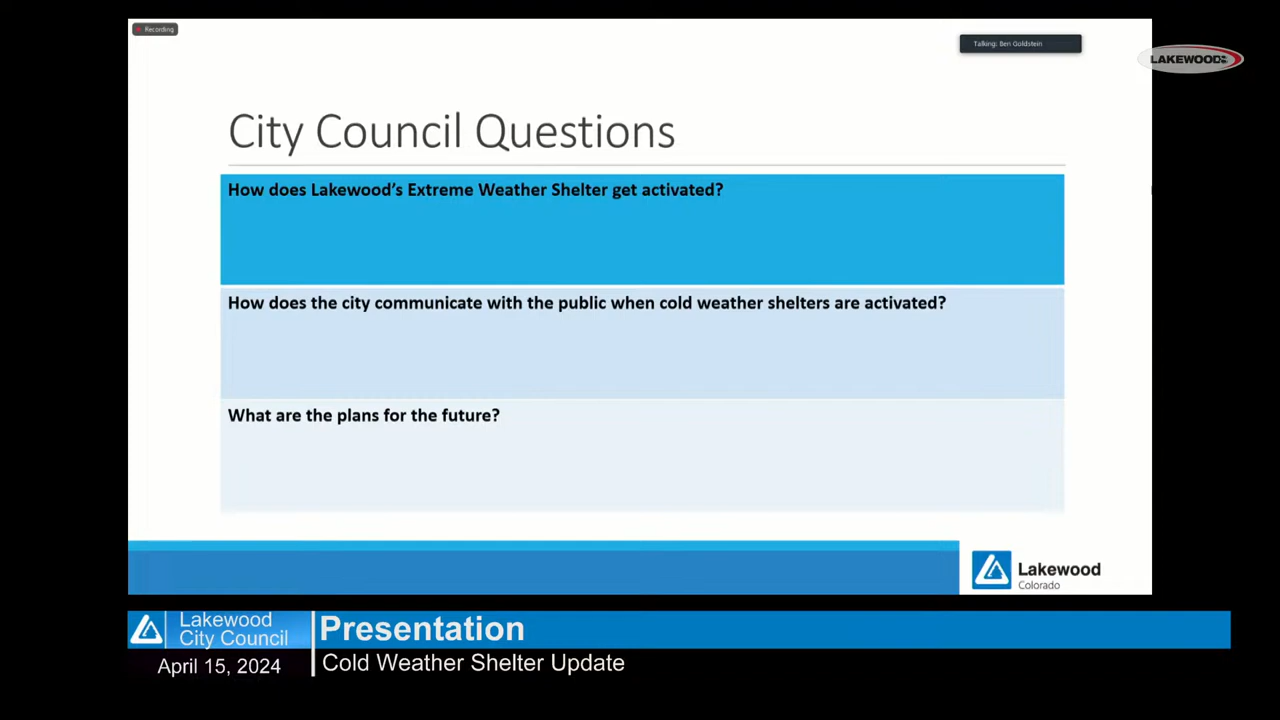 Recording
Talking: Ben Goldstein
LAKEWOOD
City Council Questions
How does Lakewood's Extreme Weather Shelter get activated?
How does the city communicate with the public when cold weather shelters are activated?
What are the plans for the future?
Lakewood
Colorado
Lakewood
City Council
April 15, 2024
Presentation
Cold Weather Shelter Update